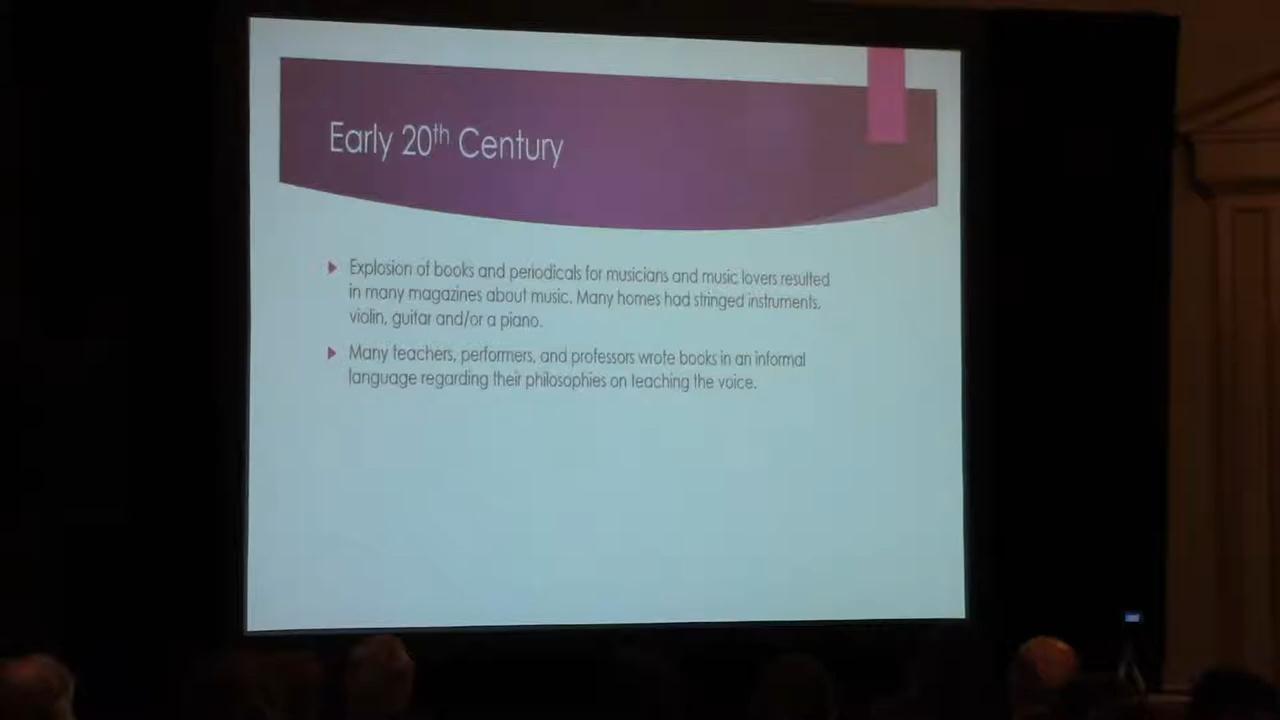 Early 20th Century
Explosion of books and periodicals for musicians and music lovers resulted
in many magazines about music. Many homes had stringed instruments,
violin, guitar and/or a piano.
Many teachers, performers, and professors wrote books in an informal
language regarding their philosophies on teaching the voice.